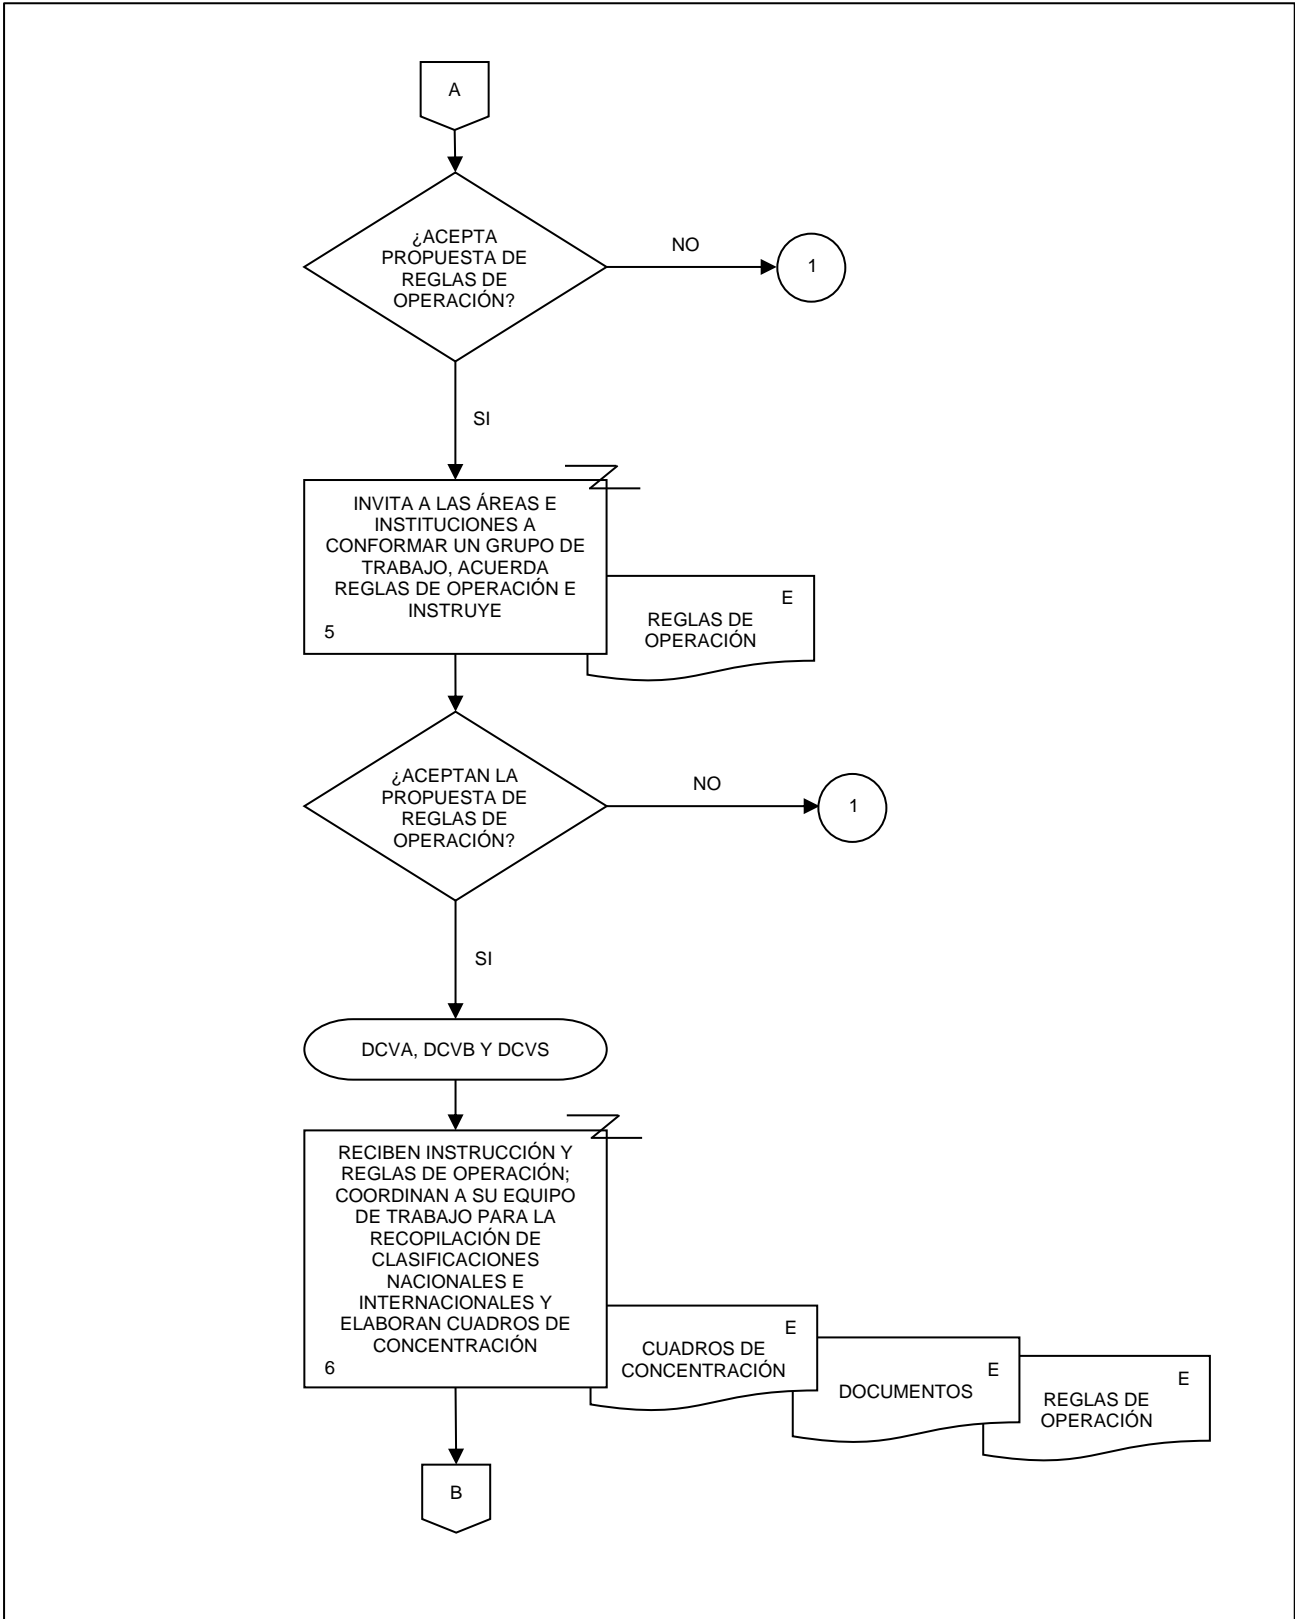 A
¿ACEPTA
PROPUESTA DE
REGLAS DE
OPERACIÓN?
NO
1
SI
INVITA A LAS ÁREAS E
INSTITUCIONES A
CONFORMAR UN GRUPO DE
TRABAJO, ACUERDA
REGLAS DE OPERACIÓN E
INSTRUYE
5
E
REGLAS DE
OPERACIÓN
¿ACEPTAN LA
PROPUESTA DE
REGLAS DE
OPERACIÓN?
NO
1
SI
DCVA, DCVB Y DCVS
RECIBEN INSTRUCCIÓN Y
REGLAS DE OPERACIÓN;
COORDINAN A SU EQUIPO
DE TRABAJO PARA LA
RECOPILACIÓN DE
CLASIFICACIONES
NACIONALES E
INTERNACIONALES Y
ELABORAN CUADROS DE
CONCENTRACIÓN
6
E
CUADROS DE
CONCENTRACIÓN
E
DOCUMENTOS
E
REGLAS DE
OPERACIÓN
B